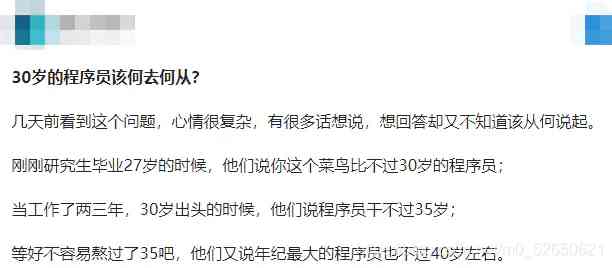 30岁的程序员该何去何从?
几天前看到这个问题，心情很复杂，有很多话想说，想回答却又不知道该从何说起。
刚刚研究生毕业27岁的时候，他们说你这个菜鸟比不过30岁的程序员；
当工作了两三年，30岁出头的时候，他们说程序员干不过35岁；
等好不容易熬过了35吧，他们又说年纪最大的程序员也不过40岁左右。